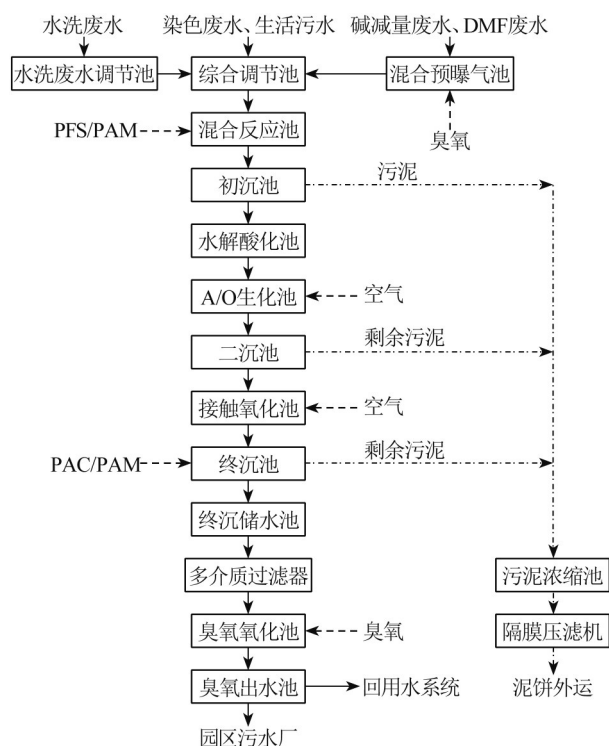 水洗废水
染色废水、生活污水
碱减量废水、DMF废水
水洗废水调节池
综合调节池
混合预曝气池
PFS/PAM
混合反应池
臭氧
初沉池
污泥
水解酸化池
A/O生化池
空气
二沉池
剩余污泥
接触氧化池
空气
PAC/PAM
终沉池
剩余污泥
终沉储水池
多介质过滤器
污泥浓缩池
臭氧氧化池
臭氧
隔膜压滤机
臭氧出水池
回用水系统
泥饼外运
园区污水厂